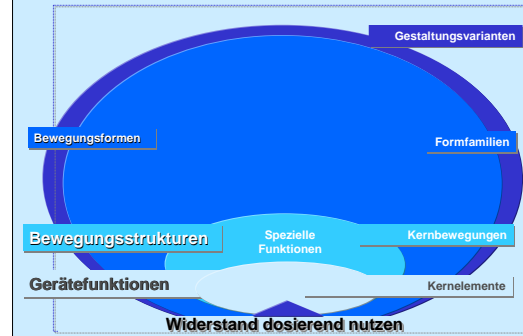 Gestaltungsvarianten
Bewegungsformen
Formfamilien
Bewegungsstrukturen
Spezielle
Funktionen
Kernbewegungen
Gerätefunktionen
Kernelemente
Widerstand dosierend nutzen